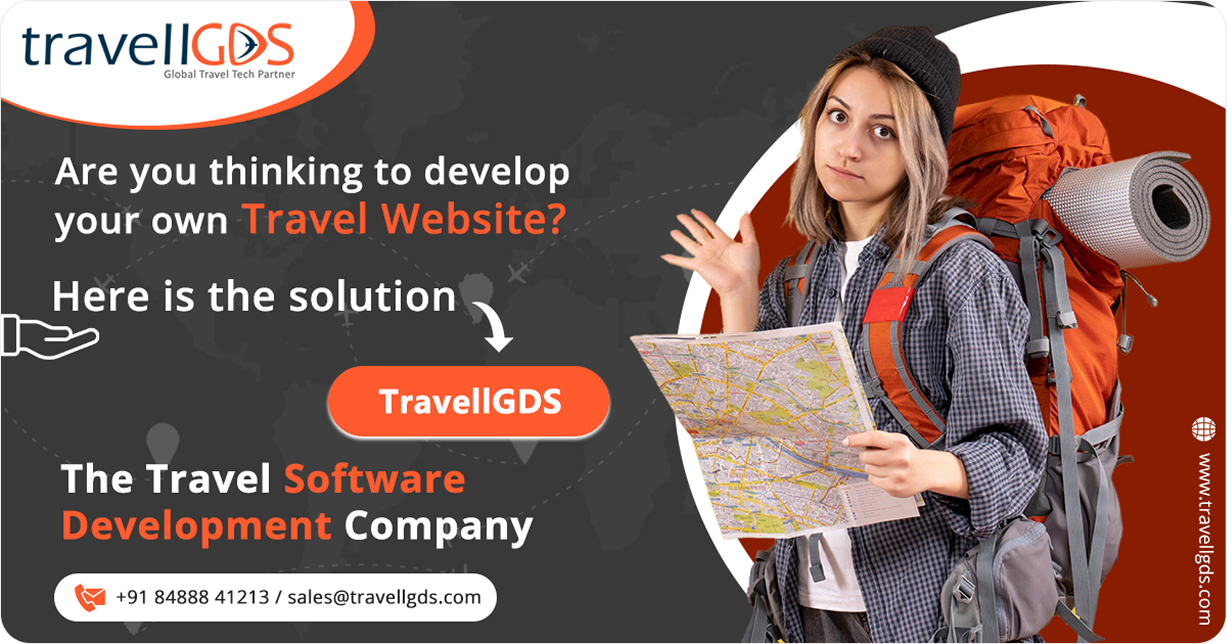 travellGDS
Global Travel Tech Partner
Are you thinking to develop
your own Travel Website?
Here is the solution
TravellGDS
The Travel Software
Development Company
+91 84888 41213 / sales@travellgds.com
www.travellgds.com